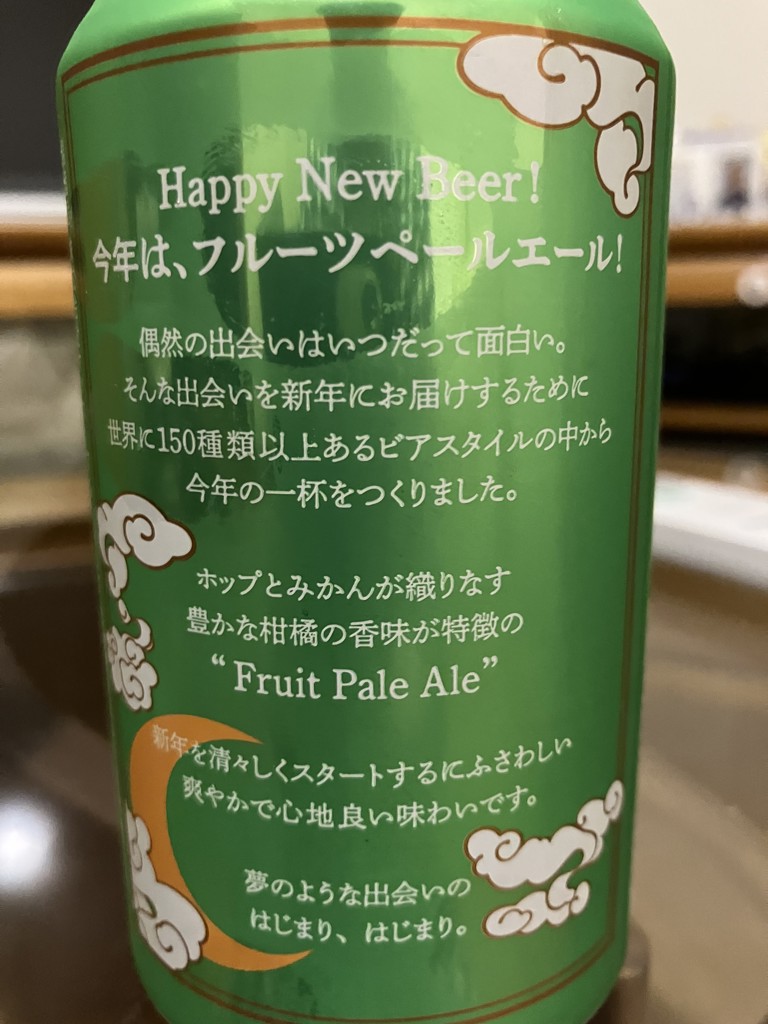 Happy New Beer!
今年は、フルーツペールエール!
偶然の出会いはいつだって面白い。
そんな出会いを新年にお届けするために
世界に150種類以上あるビアスタイルの中から
今年の一杯をつくりました。
ホップとみかんが織りなす
豊かな柑橘の香味が特徴の
“Fruit Pale Ale”
新年を清々しくスタートするにふさわしい
爽やかで心地良い味わいです。
夢のような出会いの
はじまり、はじまり。